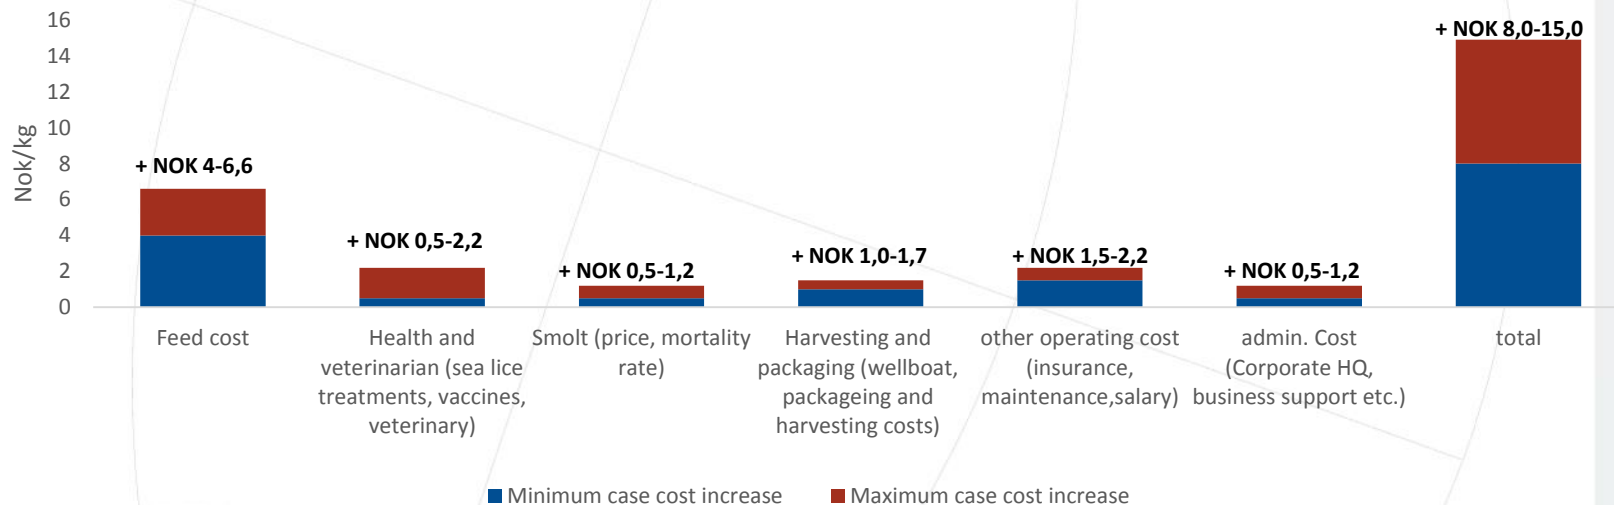 16
14
12
10
8
6
4
2
0
Nok/kg
+ NOK 4-6,6
+ NOK 0,5-2,2
+ NOK 0,5-1,2
+ NOK 1,0-1,7
+ NOK 1,5-2,2
+ NOK 0,5-1,2
+ NOK 8,0-15,0
Feed cost
Health and
veterinarian (sea lice
treatments, vaccines,
veterinary)
Smolt (price, mortality
rate)
Harvesting and
packaging (wellboat,
packageing and
harvesting costs)
other operating cost
(insurance,
maintenance,salary)
admin. Cost
(Corporate HQ,
business support etc.)
total
Minimum case cost increase
Maximum case cost increase